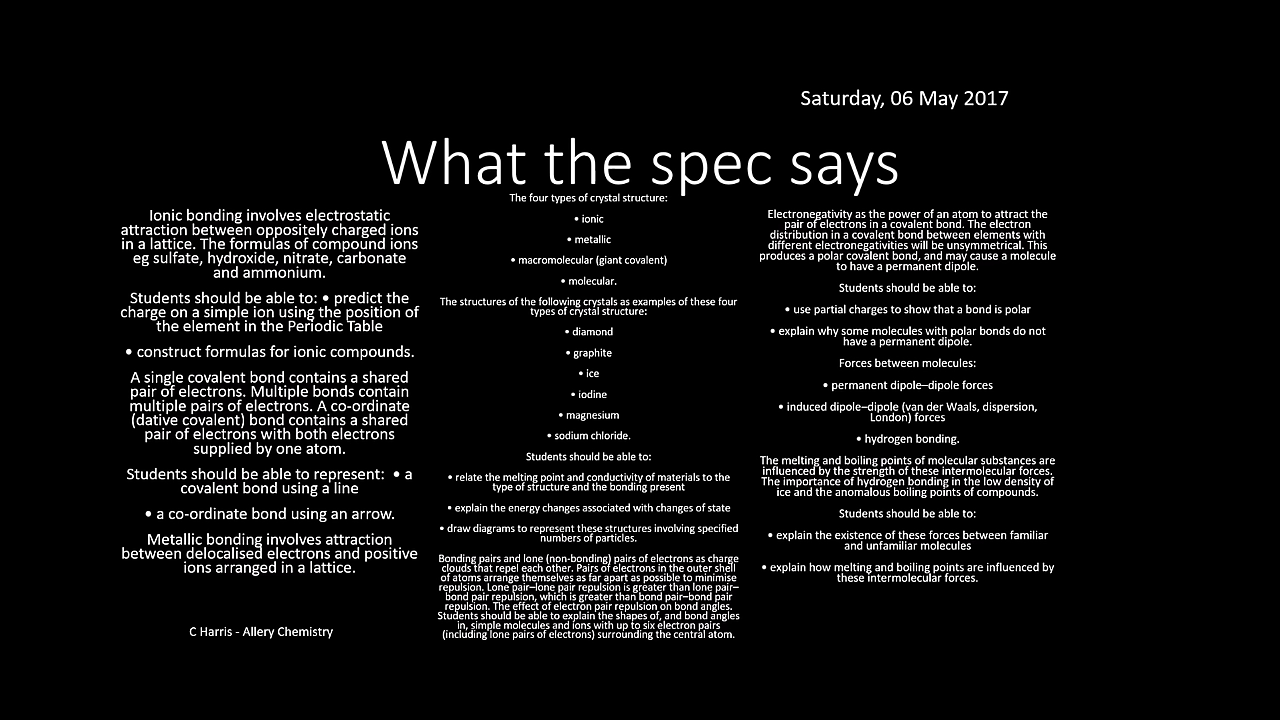 Saturday, 06 May 2017
What the spec says
Ionic bonding involves electrostatic
attraction between oppositely charged ions
in a lattice. The formulas of compound ions
eg sulfate, hydroxide, nitrate, carbonate
and ammonium.
Students should be able to: • predict the
charge on a simple ion using the position of
the element in the Periodic Table
• construct formulas for ionic compounds.
A single covalent bond contains a shared
pair of electrons. Multiple bonds contain
multiple pairs of electrons. A co-ordinate
(dative covalent) bond contains a shared
pair of electrons with both electrons
supplied by one atom.
Students should be able to represent: • a
covalent bond using a line
• a co-ordinate bond using an arrow.
Metallic bonding involves attraction
between delocalised electrons and positive
ions arranged in a lattice.
The four types of crystal structure:
• ionic
• metallic
• macromolecular (giant covalent)
• molecular.
The structures of the following crystals as examples of these four
types of crystal structure:
• diamond
• graphite
• ice
• iodine
• magnesium
• sodium chloride.
Students should be able to:
• relate the melting point and conductivity of materials to the
type of structure and the bonding present
• explain the energy changes associated with changes of state
• draw diagrams to represent these structures involving specified
numbers of particles.
Bonding pairs and lone (non-bonding) pairs of electrons as charge
clouds that repel each other. Pairs of electrons in the outer shell
of atoms arrange themselves as far apart as possible to minimise
repulsion. Lone pair–lone pair repulsion is greater than lone pair–
bond pair repulsion, which is greater than bond pair–bond pair
repulsion. The effect of electron pair repulsion on bond angles.
Students should be able to explain the shapes of, and bond angles
in, simple molecules and ions with up to six electron pairs
(including lone pairs of electrons) surrounding the central atom.
Electronegativity as the power of an atom to attract the
pair of electrons in a covalent bond. The electron
distribution in a covalent bond between elements with
different electronegativities will be unsymmetrical. This
produces a polar covalent bond, and may cause a molecule
to have a permanent dipole.
Students should be able to:
• use partial charges to show that a bond is polar
• explain why some molecules with polar bonds do not
have a permanent dipole.
Forces between molecules:
• permanent dipole–dipole forces
• induced dipole–dipole (van der Waals, dispersion,
London) forces
• hydrogen bonding.
The melting and boiling points of molecular substances are
influenced by the strength of these intermolecular forces.
The importance of hydrogen bonding in the low density of
ice and the anomalous boiling points of compounds.
Students should be able to:
• explain the existence of these forces between familiar
and unfamiliar molecules
• explain how melting and boiling points are influenced by
these intermolecular forces.
C Harris - Allery Chemistry